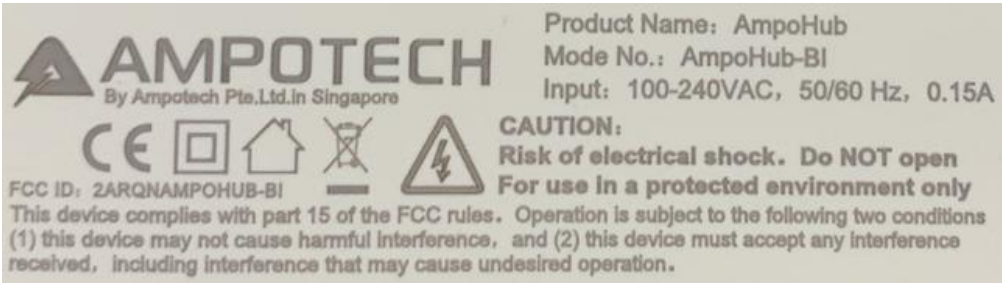 AMPOTECH
By Ampotech Pte.Ltd.in Singapore
Product Name: AmpoHub
Mode No.: AmpoHub-BI
Input: 100-240VAC, 50/60 Hz, 0.15A
CE
CAUTION:
Risk of electrical shock. Do NOT open
For use in a protected environment only
FCC ID: 2ARQNAMPOHUB-BI
This device complies with part 15 of the FCC rules. Operation is subject to the following two conditions
(1) this device may not cause harmful interference, and (2) this device must accept any interference
received, including interference that may cause undesired operation.